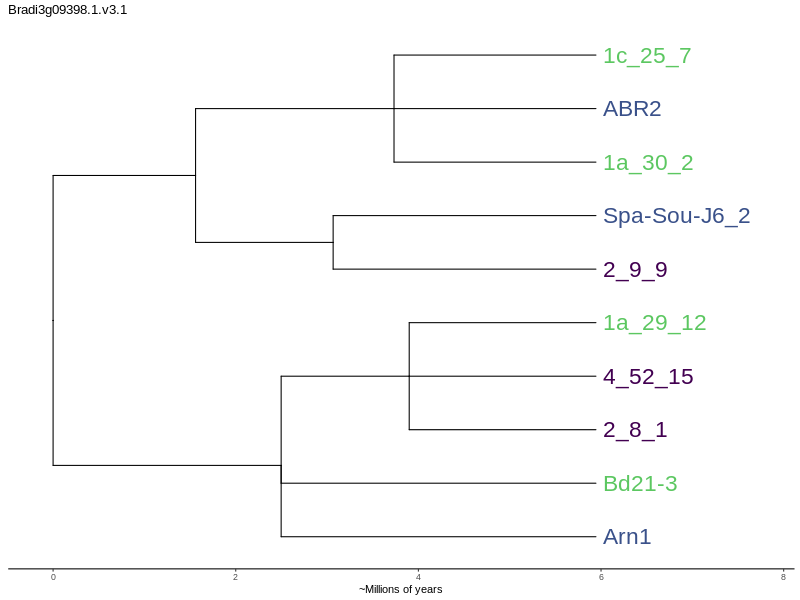 Bradi3g09398.1.v3.1
1c_25_7
ABR2
1a_30_2
Spa-Sou-J6_2
2_9_9
1a_29_12
4_52_15
2_8_1
Bd21-3
Arn1
0 2 4 6 8
~Millions of years